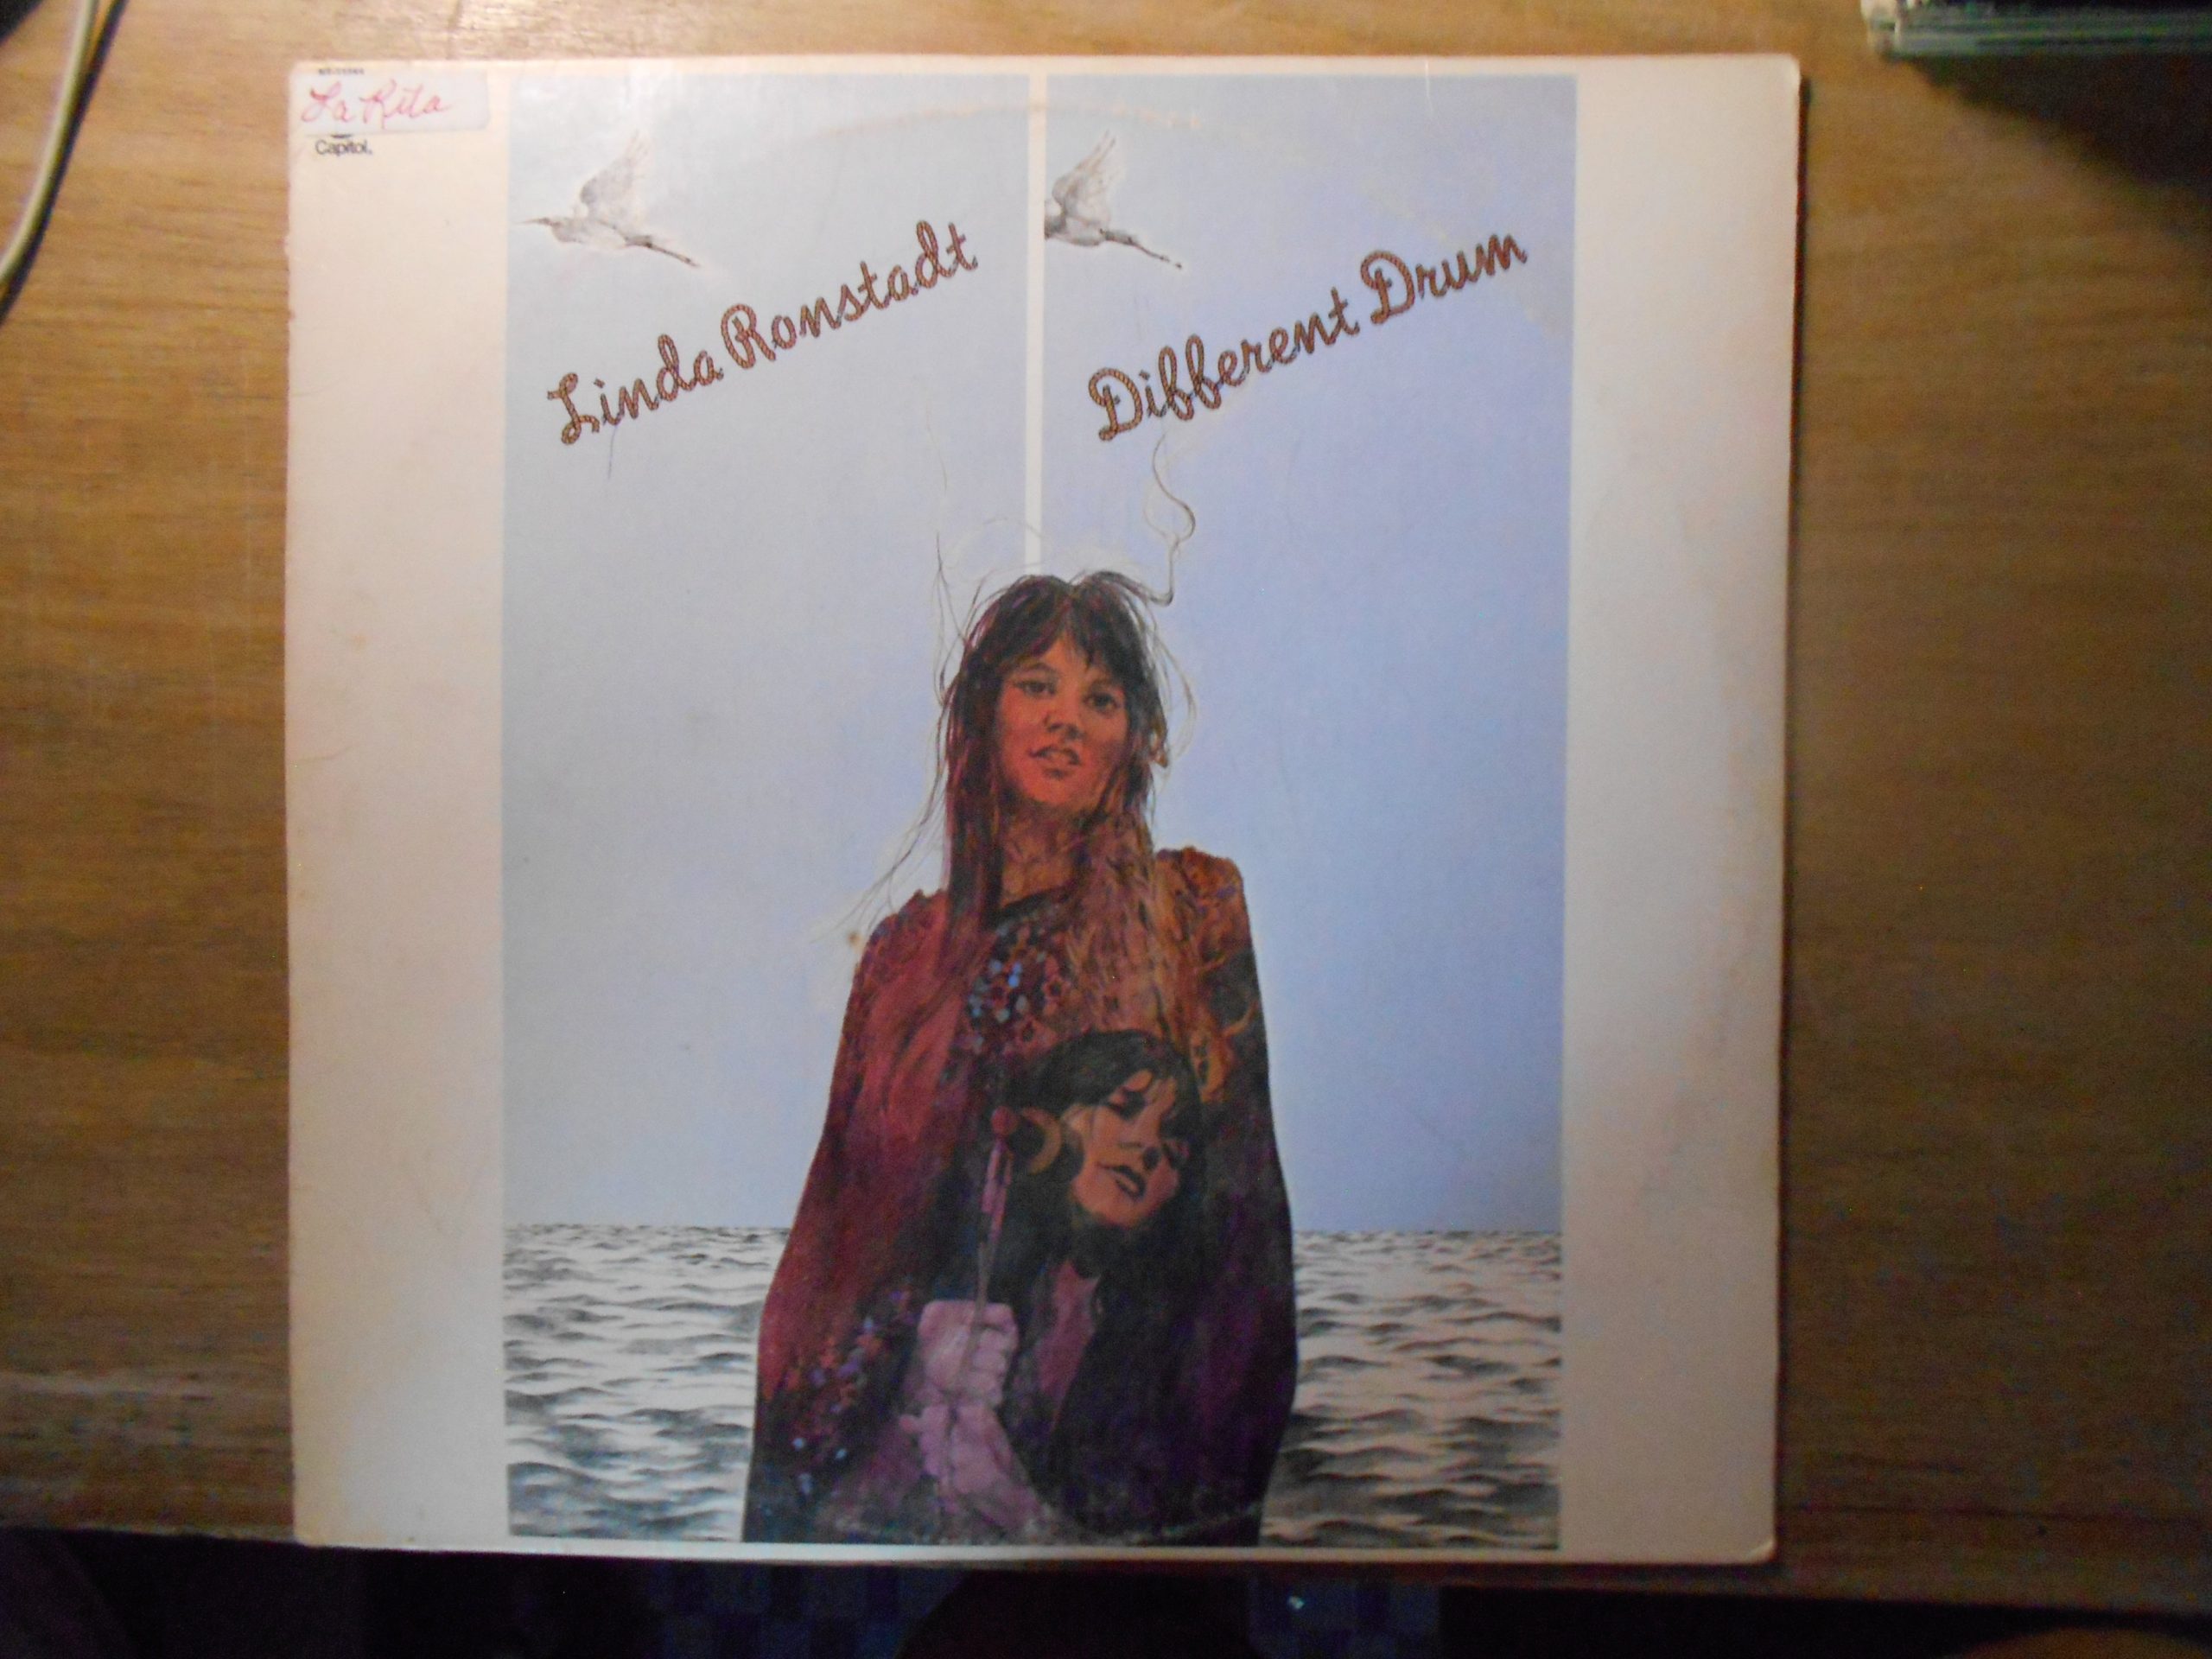 La Rita
Capitol.
Linda Ronstadt
Different Drum